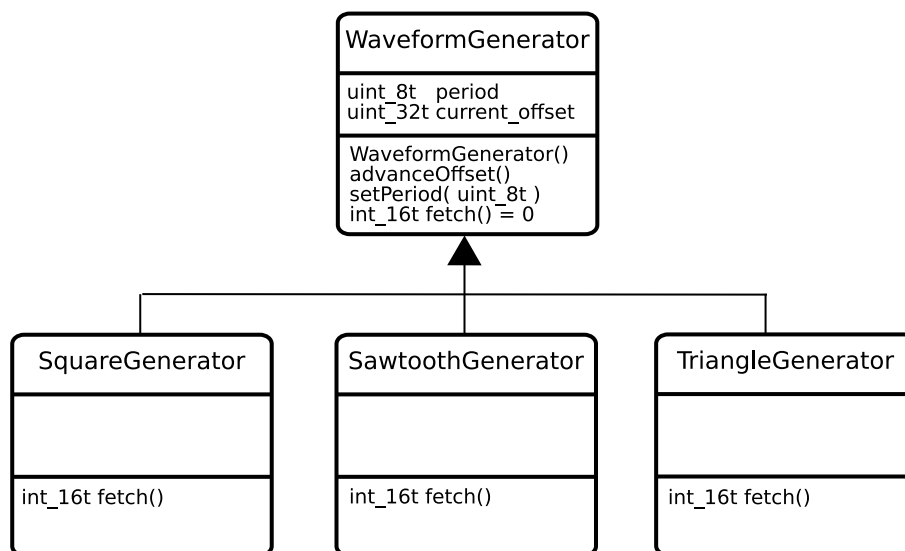 WaveformGenerator
uint_8t period
uint_32t current_offset
WaveformGenerator()
advanceOffset()
setPeriod( uint_8t )
int_16t fetch() = 0
SquareGenerator
int_16t fetch()
SawtoothGenerator
int_16t fetch()
TriangleGenerator
int_16t fetch()